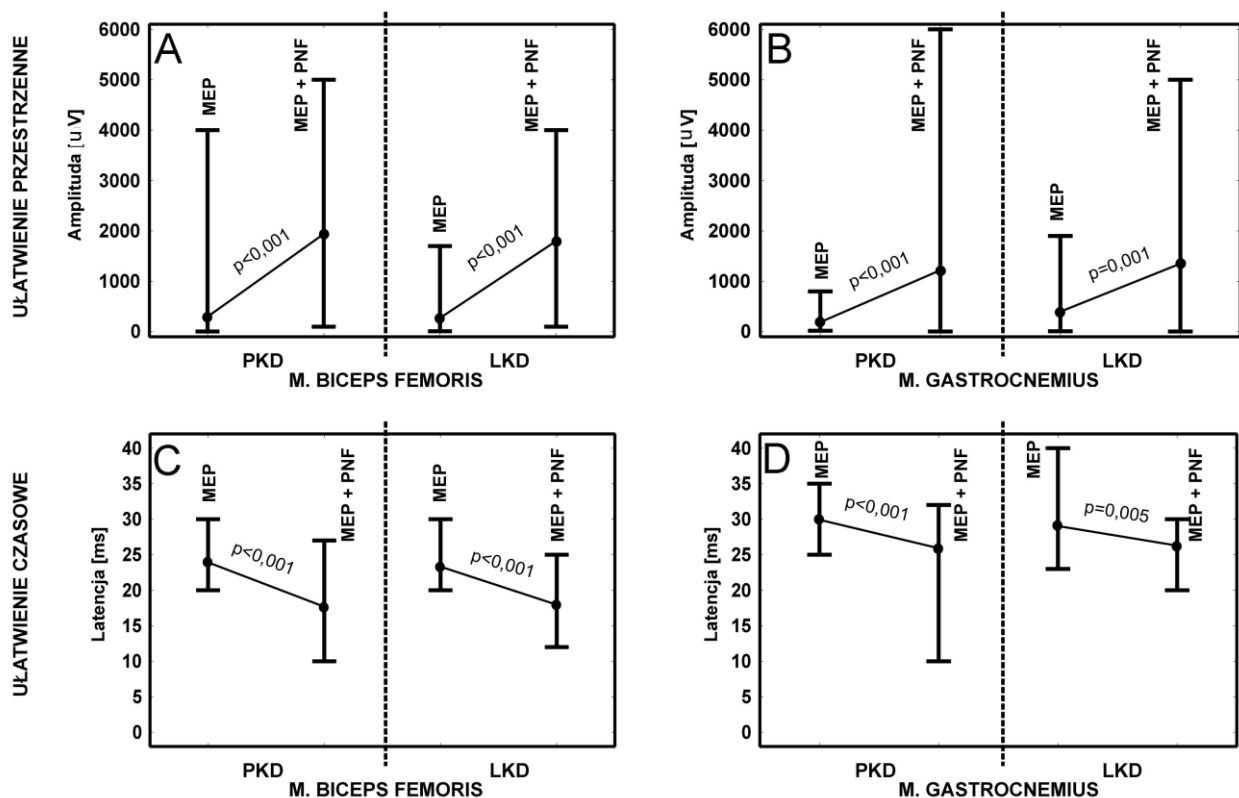 UŁATWIENIE PRZESTRZENNE
A
Amplituda [uV]
6000
5000
4000
3000
2000
1000
0
MEP
MEP + PNF
p<0,001
MEP
MEP + PNF
p<0,001
PKD
LKD
M. BICEPS FEMORIS
B
Amplituda [uV]
6000
5000
4000
3000
2000
1000
0
MEP
MEP + PNF
p<0,001
MEP
MEP + PNF
p=0,001
PKD
LKD
M. GASTROCNEMIUS
UŁATWIENIE CZASOWE
C
Latencja [ms]
40
35
30
25
20
15
10
5
0
MEP
MEP + PNF
p<0,001
MEP
MEP + PNF
p<0,001
PKD
LKD
M. BICEPS FEMORIS
D
Latencja [ms]
40
35
30
25
20
15
10
5
0
MEP
MEP + PNF
p<0,001
MEP
MEP + PNF
p=0,005
PKD
LKD
M. GASTROCNEMIUS